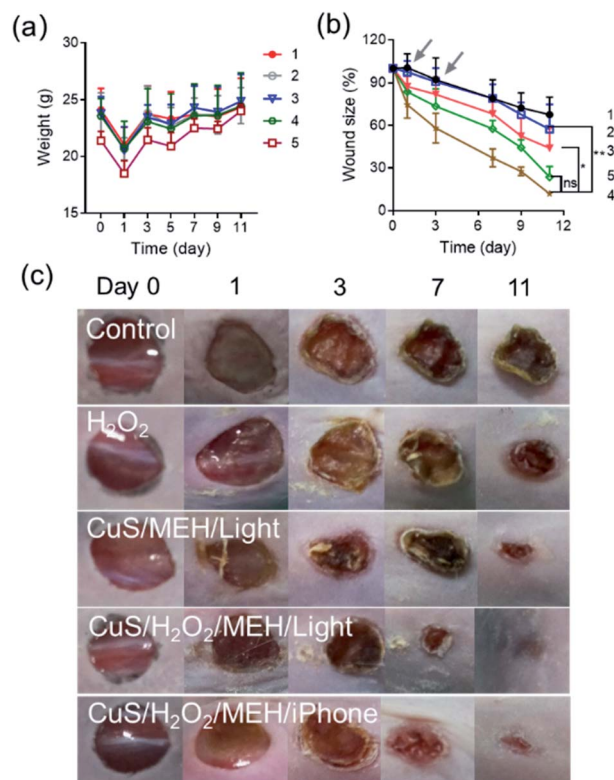 (a)
30
25
20
15
Weight (g)
0 1 3 5 7 9 11
Time (day)
1
2
3
4
5
(b)
120
90
60
30
0
Wound size (%)
0 3 6 9 12
Time (day)
1
2
3
5
4
ns
*
**
(c)
Day 0 1 3 7 11
Control
H₂O₂
CuS/MEH/Light
CuS/H₂O₂/MEH/Light
CuS/H₂O₂/MEH/iPhone